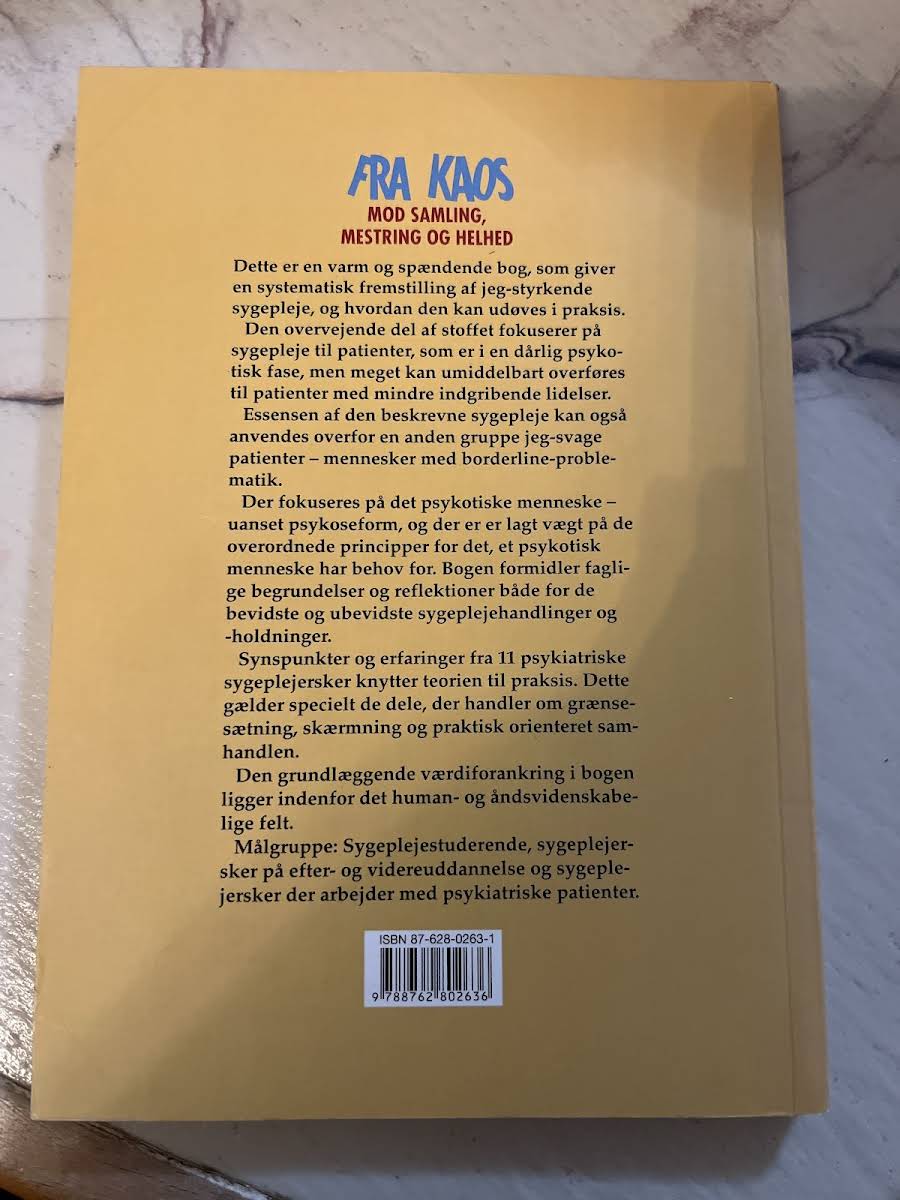 FRA KAOS
MOD SAMLING,
MESTRING OG HELHED
Dette er en varm og spændende bog, som giver
en systematisk fremstilling af jeg-styrkende
sygepleje, og hvordan den kan udøves i praksis.
Den overvejende del af stoffet fokuserer på
sygepleje til patienter, som er i en dårlig psyko-
tisk fase, men meget kan umiddelbart overføres
til patienter med mindre indgribende lidelser.
Essensen af den beskrevne sygepleje kan også
anvendes overfor en anden gruppe jeg-svage
patienter – mennesker med borderline-proble-
matik.
Der fokuseres på det psykotiske menneske –
uanset psykoseform, og der er er lagt vægt på de
overordnede principper for det, et psykotisk
menneske har behov for. Bogen formidler fagli-
ge begrundelser og reflektioner både for de
bevidste og ubevidste sygeplejehandlinger og
-holdninger.
Synspunkter og erfaringer fra 11 psykiatriske
sygeplejersker knytter teorien til praksis. Dette
gælder specielt de dele, der handler om grænse-
sætning, skærmning og praktisk orienteret sam-
handlen.
Den grundlæggende værdiforankring i bogen
ligger indenfor det human- og åndsvidenskabe-
lige felt.
Målgruppe: Sygeplejestuderende, sygeplejer-
sker på efter- og videreuddannelse og sygeple-
jersker der arbejder med psykiatriske patienter.
ISBN 87-628-0263-1
9 788762 802636